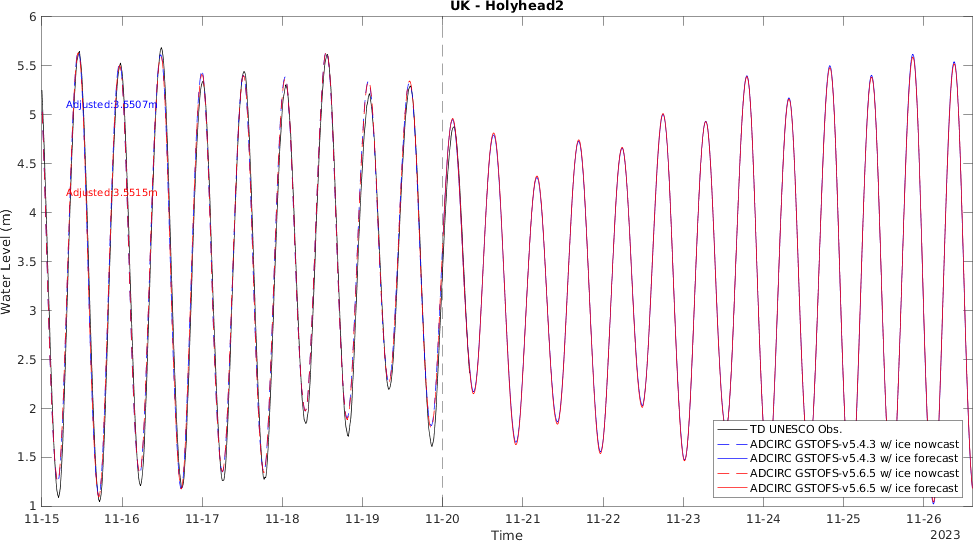 UK - Holyhead2
6
5.5
5
4.5
4
3.5
3
2.5
2
1.5
1
Water Level (m)
Adjusted:3.6507m
Adjusted:3.5515m
TD UNESCO Obs.
ADCIRC GSTOFS-v5.4.3 w/ ice nowcast
ADCIRC GSTOFS-v5.4.3 w/ ice forecast
ADCIRC GSTOFS-v5.6.5 w/ ice nowcast
ADCIRC GSTOFS-v5.6.5 w/ ice forecast
11-15 11-16 11-17 11-18 11-19 11-20 11-21 11-22 11-23 11-24 11-25 11-26
Time
2023